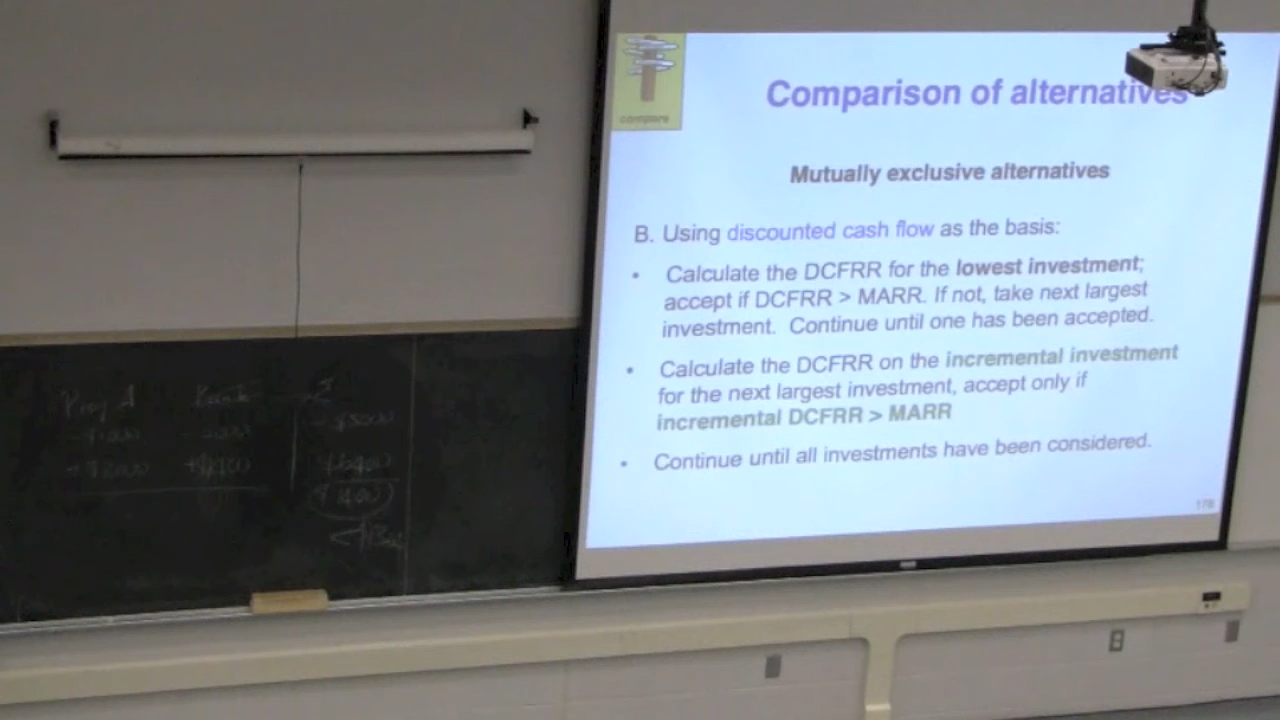 compare
Comparison of alternatives
Mutually exclusive alternatives
B. Using discounted cash flow as the basis:
• Calculate the DCFRR for the lowest investment;
accept if DCFRR > MARR. If not, take next largest
investment. Continue until one has been accepted.
• Calculate the DCFRR on the incremental investment
for the next largest investment, accept only if
incremental DCFRR > MARR
• Continue until all investments have been considered.
178
Proj A